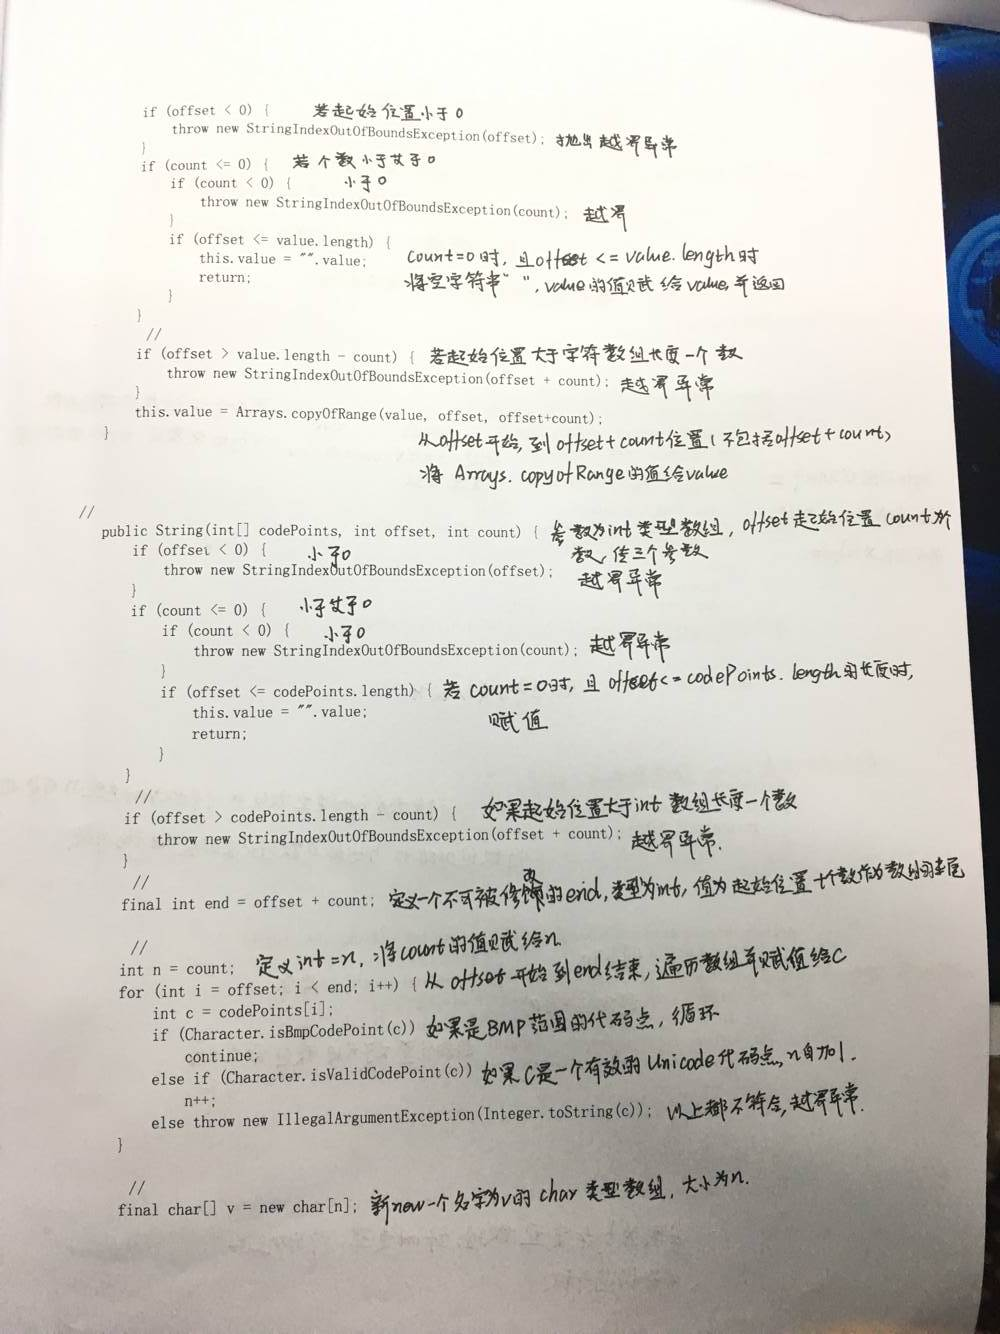 if (offset < 0) { 若起始位置小于0
throw new StringIndexOutOfBoundsException(offset); 抛出越界异常
}
if (count <= 0) { 若个数小于等于0
if (count < 0) { 小于0
throw new StringIndexOutOfBoundsException(count); 越界
}
if (offset <= value.length) {
this.value = "".value; count=0时, 且offset <= value.length时
return; 将空字符串" ", value的值赋给value, 并返回
}
}
//
if (offset > value.length - count) { 若起始位置大于字符数组长度一个数
throw new StringIndexOutOfBoundsException(offset + count); 越界异常
}
this.value = Arrays.copyOfRange(value, offset, offset+count);
}
从offset开始, 到offset+count位置(不包括offset+count)
将 Arrays.copyofRange的值给value
//
public String(int[] codePoints, int offset, int count) { 参数为int类型数组, offset起始位置 count为个
数, 传三个参数
if (offset < 0) { 小于0
throw new StringIndexOutOfBoundsException(offset); 越界异常
}
if (count <= 0) { 小于等于0
if (count < 0) { 小于0
throw new StringIndexOutOfBoundsException(count); 越界异常
}
if (offset <= codePoints.length) { 若count=0时, 且offset<=codePoints.length的长度时,
this.value = "".value; 赋值
return;
}
}
//
if (offset > codePoints.length - count) { 如果起始位置大于int数组长度一个数
throw new StringIndexOutOfBoundsException(offset + count); 越界异常.
}
//
final int end = offset + count; 定义一个不可被修改的end, 类型为int, 值为起始位置+个数作为数组的末尾
//
int n = count; 定义int=n, 将count的值赋给n
for (int i = offset; i < end; i++) { 从offset开始到end结束, 遍历数组并赋值给C
int c = codePoints[i];
if (Character.isBmpCodePoint(c)) 如果是BMP范围的代码点, 循环
continue;
else if (Character.isValidCodePoint(c)) 如果C是一个有效的Unicode代码点, n自加1.
n++;
else throw new IllegalArgumentException(Integer.toString(c)); 以上都不符合, 越界异常.
}
//
final char[] v = new char[n]; 新new一个名字为v的char类型数组, 大小为n.